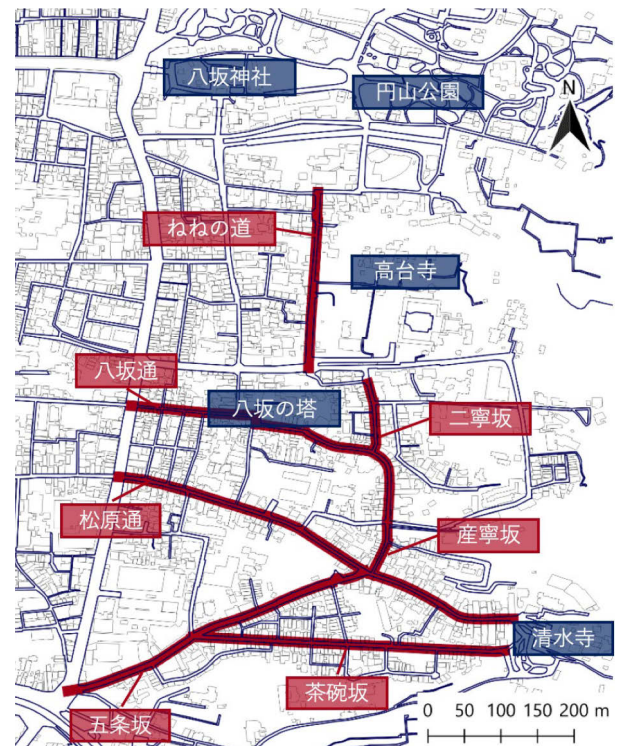 八坂神社
円山公園
N
ねねの道
高台寺
八坂通
八坂の塔
二寧坂
松原通
産寧坂
清水寺
茶碗坂
五条坂
0 50 100 150 200 m